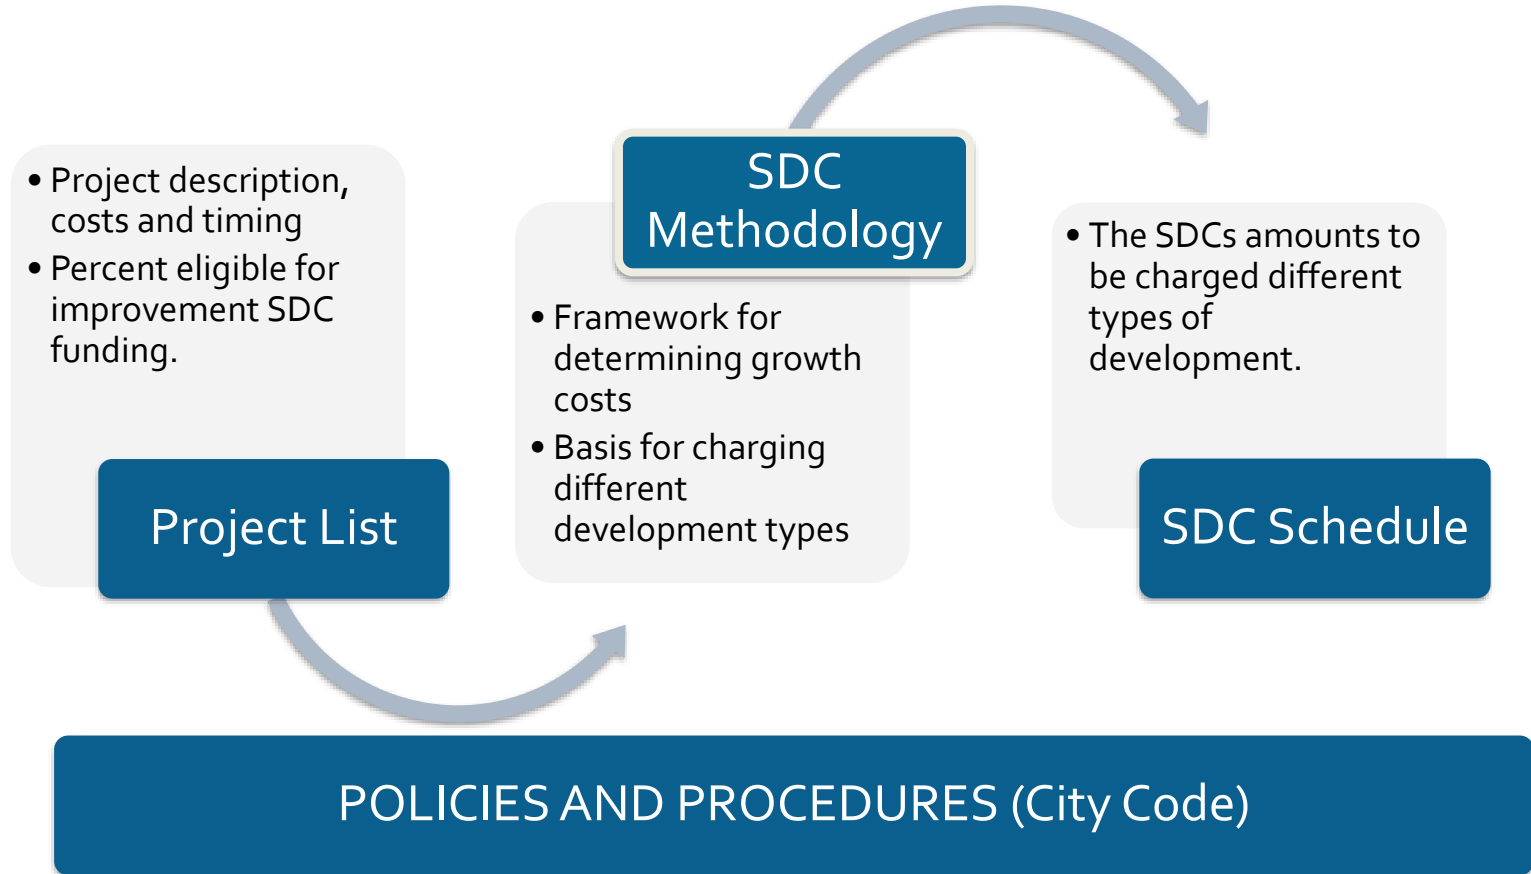 • Project description,
costs and timing
• Percent eligible for
improvement SDC
funding.
Project List
SDC
Methodology
• Framework for
determining growth
costs
• Basis for charging
different
development types
• The SDCs amounts to
be charged different
types of
development.
SDC Schedule
POLICIES AND PROCEDURES (City Code)